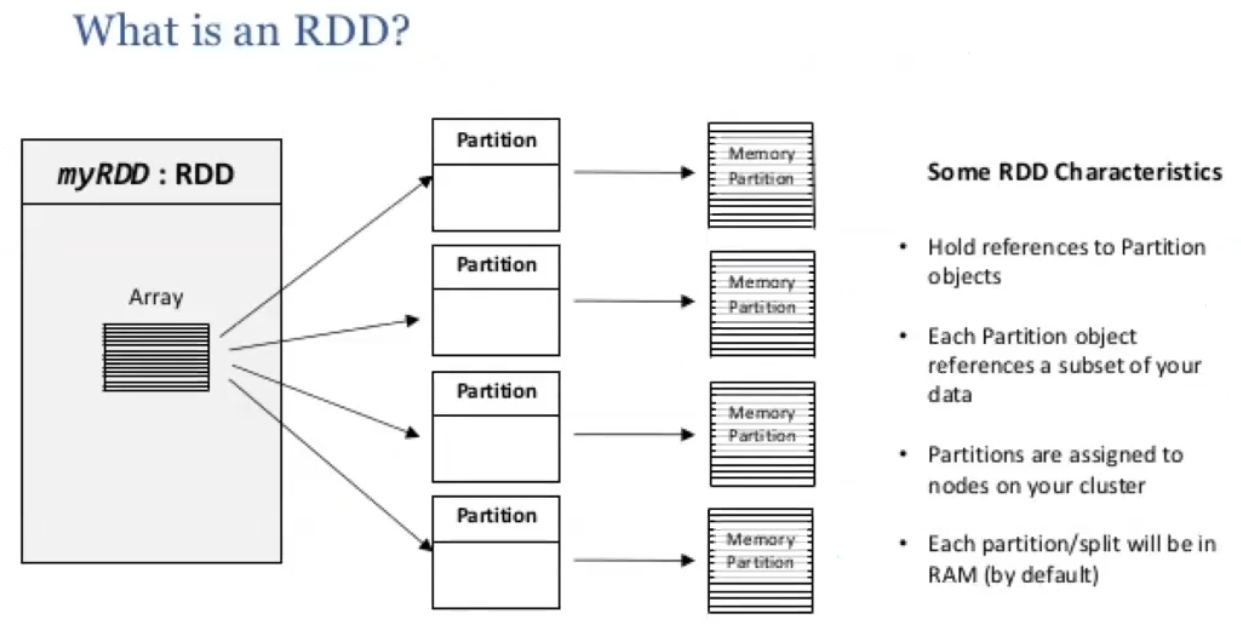 What is an RDD?
myRDD : RDD
Array
Partition
Partition
Partition
Partition
Memory
Partition
Memory
Partition
Memory
Partition
Memory
Partition
Some RDD Characteristics
• Hold references to Partition
objects
• Each Partition object
references a subset of your
data
• Partitions are assigned to
nodes on your cluster
• Each partition/split will be in
RAM (by default)